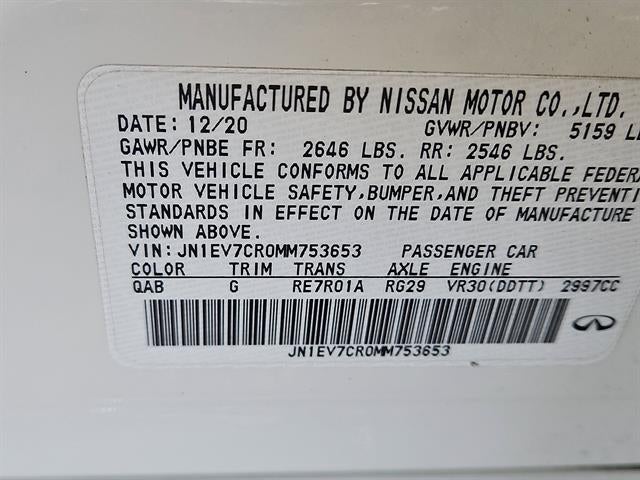 MANUFACTURED BY NISSAN MOTOR CO.,LTD.
DATE: 12/20 GVWR/PNBV: 5159 L
GAWR/PNBE FR: 2646 LBS. RR: 2546 LBS.
THIS VEHICLE CONFORMS TO ALL APPLICABLE FEDERA
MOTOR VEHICLE SAFETY,BUMPER,AND THEFT PREVENTI
STANDARDS IN EFFECT ON THE DATE OF MANUFACTURE
SHOWN ABOVE.
VIN: JN1EV7CR0MM753653 PASSENGER CAR
COLOR TRIM TRANS AXLE ENGINE
QAB G RE7R01A RG29 VR30(DDTT) 2997CC
JN1EV7CR0MM753653